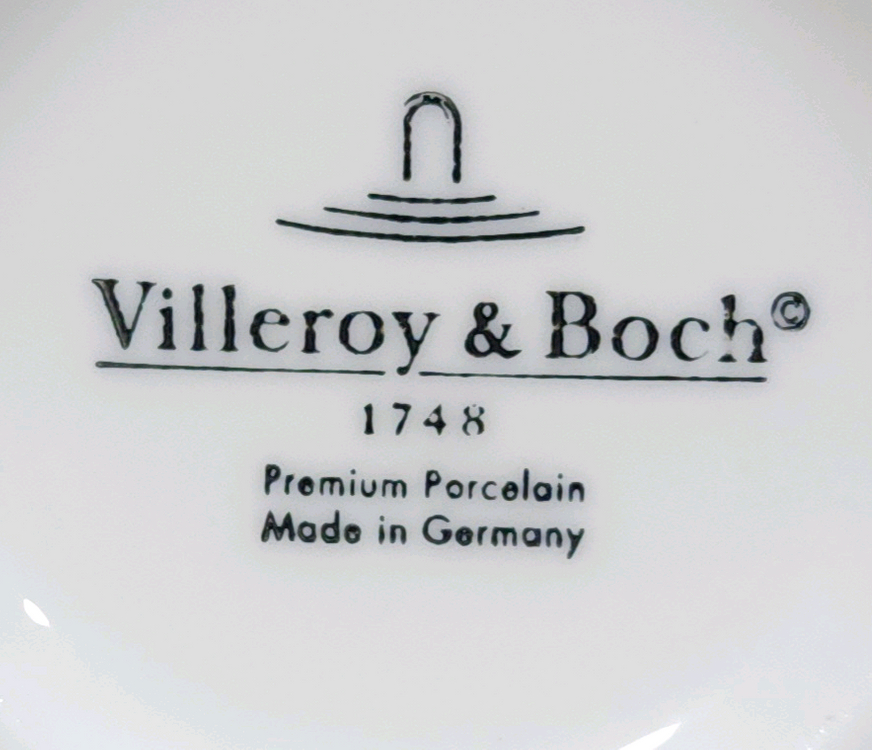 Villeroy & Boch©
1748
Premium Porcelain
Made in Germany